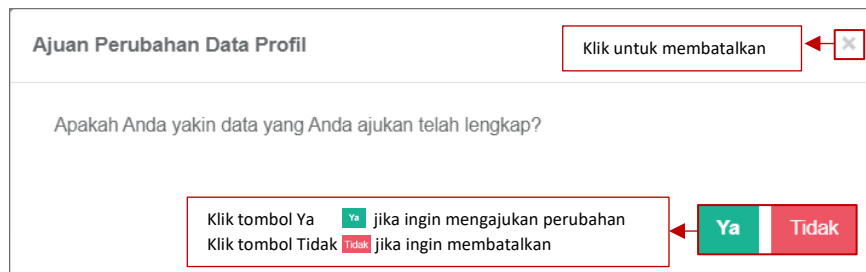 Ajuan Perubahan Data Profil
Klik untuk membatalkan
×
Apakah Anda yakin data yang Anda ajukan telah lengkap?
Klik tombol Ya Ya jika ingin mengajukan perubahan
Klik tombol Tidak Tidak jika ingin membatalkan
Ya Tidak